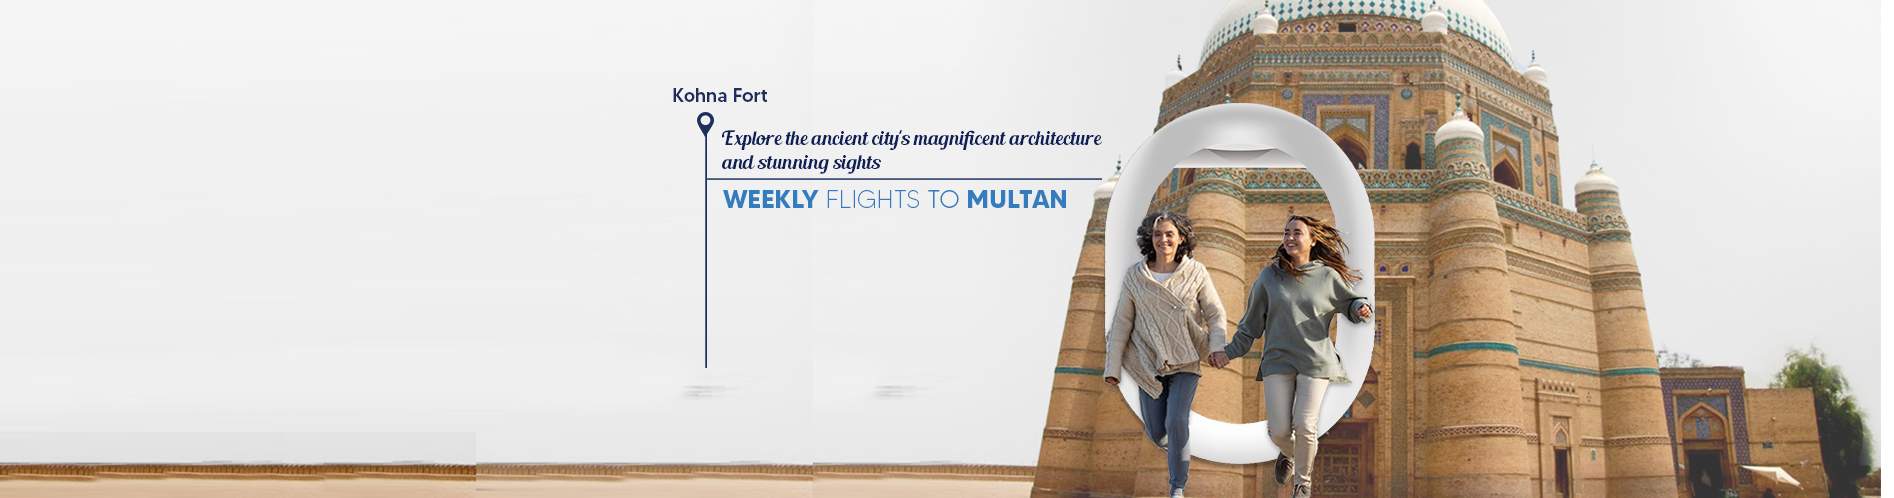 Kohna Fort
Explore the ancient city's magnificent architecture
and stunning sights
WEEKLY FLIGHTS TO MULTAN